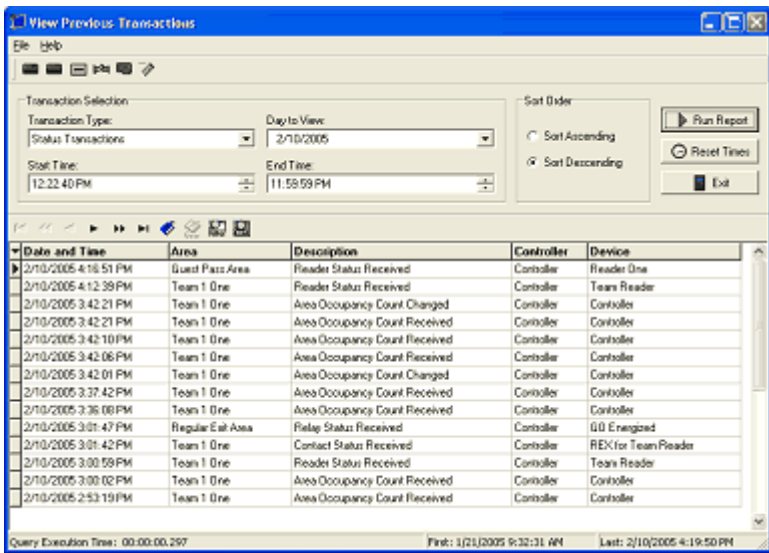 View Previous Transactions
File Help
Transaction Selection
Sort Order
Transaction Type:
Day to View:
Run Report
Status Transactions
2/10/2005
Sort Ascending
Reset Times
Start Time:
End Time:
Sort Descending
12:22:40 PM
11:59:59 PM
Exit
Date and Time Area Description Controller Device
2/10/2005 4:16:51 PM Guest Pass Area Reader Status Received Controller Reader One
2/10/2005 4:12:39 PM Team 1 One Reader Status Received Controller Team Reader
2/10/2005 3:42:21 PM Team 1 One Area Occupancy Count Changed Controller Controller
2/10/2005 3:42:21 PM Team 1 One Area Occupancy Count Received Controller Controller
2/10/2005 3:42:10 PM Team 1 One Area Occupancy Count Received Controller Controller
2/10/2005 3:42:06 PM Team 1 One Area Occupancy Count Received Controller Controller
2/10/2005 3:42:01 PM Team 1 One Area Occupancy Count Changed Controller Controller
2/10/2005 3:37:42 PM Team 1 One Area Occupancy Count Received Controller Controller
2/10/2005 3:36:08 PM Team 1 One Area Occupancy Count Received Controller Controller
2/10/2005 3:01:47 PM Regular Exit Area Relay Status Received Controller GO Energized
2/10/2005 3:01:42 PM Team 1 One Contact Status Received Controller REX for Team Reader
2/10/2005 3:00:59 PM Team 1 One Reader Status Received Controller Team Reader
2/10/2005 3:00:02 PM Team 1 One Area Occupancy Count Received Controller Controller
2/10/2005 2:53:19 PM Team 1 One Area Occupancy Count Received Controller Controller
Query Execution Time: 00:00:00.297 First: 1/21/2005 9:32:31 AM Last: 2/10/2005 4:19:50 PM